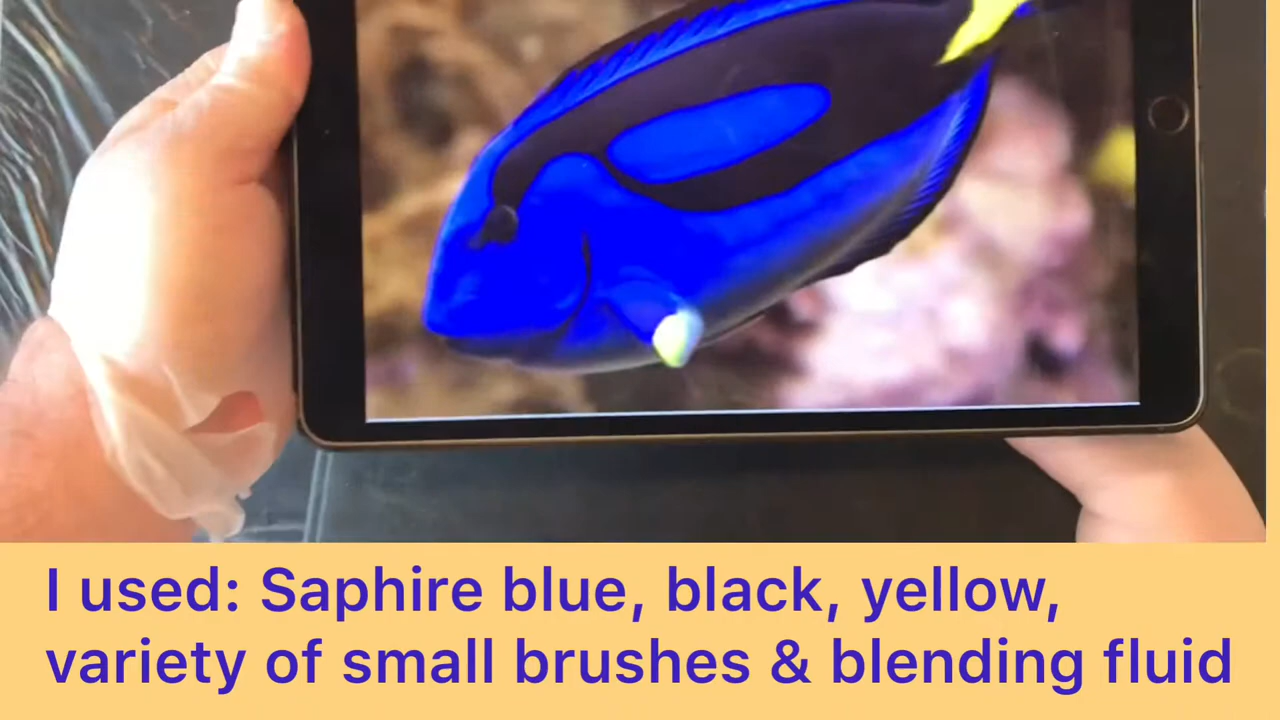 I used: Saphire blue, black, yellow,
variety of small brushes & blending fluid